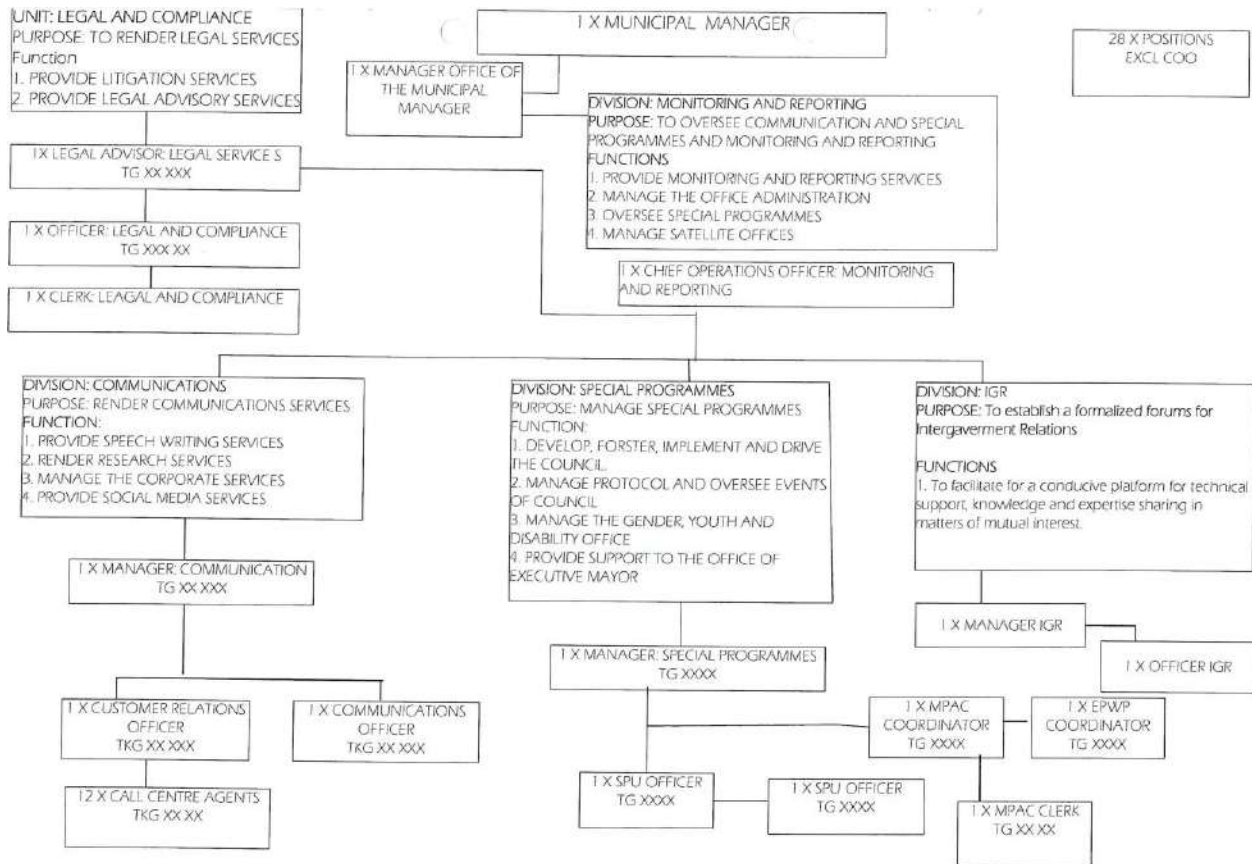 UNIT: LEGAL AND COMPLIANCE
PURPOSE: TO RENDER LEGAL SERVICES
Function
1. PROVIDE LITIGATION SERVICES
2. PROVIDE LEGAL ADVISORY SERVICES
1 X MUNICIPAL MANAGER
28 X POSITIONS
EXCL COO
1 X MANAGER OFFICE OF
THE MUNICIPAL
MANAGER
DIVISION: MONITORING AND REPORTING
PURPOSE: TO OVERSEE COMMUNICATION AND SPECIAL
PROGRAMMES AND MONITORING AND REPORTING
FUNCTIONS
1. PROVIDE MONITORING AND REPORTING SERVICES
2. MANAGE THE OFFICE ADMINISTRATION
3. OVERSEE SPECIAL PROGRAMMES
4. MANAGE SATELLITE OFFICES
1X LEGAL ADVISOR: LEGAL SERVICE S
TG XX XXX
1 X OFFICER: LEGAL AND COMPLIANCE
TG XXX XX
1 X CLERK: LEAGAL AND COMPLIANCE
1 X CHIEF OPERATIONS OFFICER: MONITORING
AND REPORTING
DIVISION: COMMUNICATIONS
PURPOSE: RENDER COMMUNICATIONS SERVICES
FUNCTION:
1. PROVIDE SPEECH WRITING SERVICES
2. RENDER RESEARCH SERVICES
3. MANAGE THE CORPORATE SERVICES
4. PROVIDE SOCIAL MEDIA SERVICES
DIVISION: SPECIAL PROGRAMMES
PURPOSE: MANAGE SPECIAL PROGRAMMES
FUNCTION:
1. DEVELOP, FORSTER, IMPLEMENT AND DRIVE
THE COUNCIL
2. MANAGE PROTOCOL AND OVERSEE EVENTS
OF COUNCIL
3. MANAGE THE GENDER, YOUTH AND
DISABILITY OFFICE
4. PROVIDE SUPPORT TO THE OFFICE OF
EXECUTIVE MAYOR
DIVISION: IGR
PURPOSE: To establish a formalized forums for
Intergaverment Relations
FUNCTIONS
1. To facilitate for a conducive platform for technical
support, knowledge and expertise sharing in
matters of mutual interest.
1 X MANAGER: COMMUNICATION
TG XX XXX
1 X MANAGER: SPECIAL PROGRAMMES
TG XXXX
1 X MANAGER IGR
1 X OFFICER IGR
1 X CUSTOMER RELATIONS
OFFICER
TKG XX XXX
1 X COMMUNICATIONS
OFFICER
TKG XX XXX
1 X MPAC
COORDINATOR
TG XXXX
1 X EPWP
COORDINATOR
TG XXXX
12 X CALL CENTRE AGENTS
TKG XX XX
1 X SPU OFFICER
TG XXXX
1 X SPU OFFICER
TG XXXX
1 X MPAC CLERK
TG XX XX